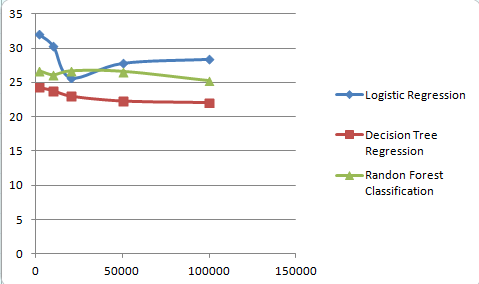 35
30
25
20
15
10
5
0
0 50000 100000 150000
Logistic Regression
Decision Tree
Regression
Randon Forest
Classification